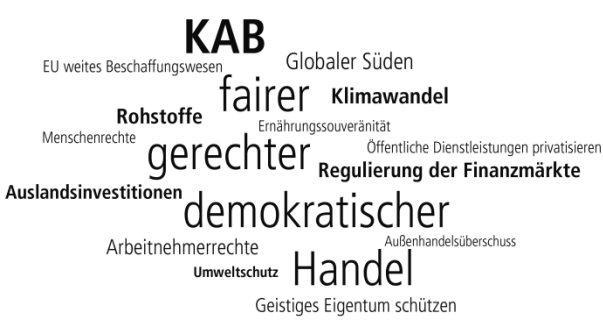 KAB
Globaler Süden
EU weites Beschaffungswesen
fairer
Klimawandel
Rohstoffe
Ernährungssouveränität
Menschenrechte
Öffentliche Dienstleistungen privatisieren
gerechter
Regulierung der Finanzmärkte
Auslandsinvestitionen
demokratischer
Außenhandelsüberschuss
Arbeitnehmerrechte
Umweltschutz
Handel
Geistiges Eigentum schützen